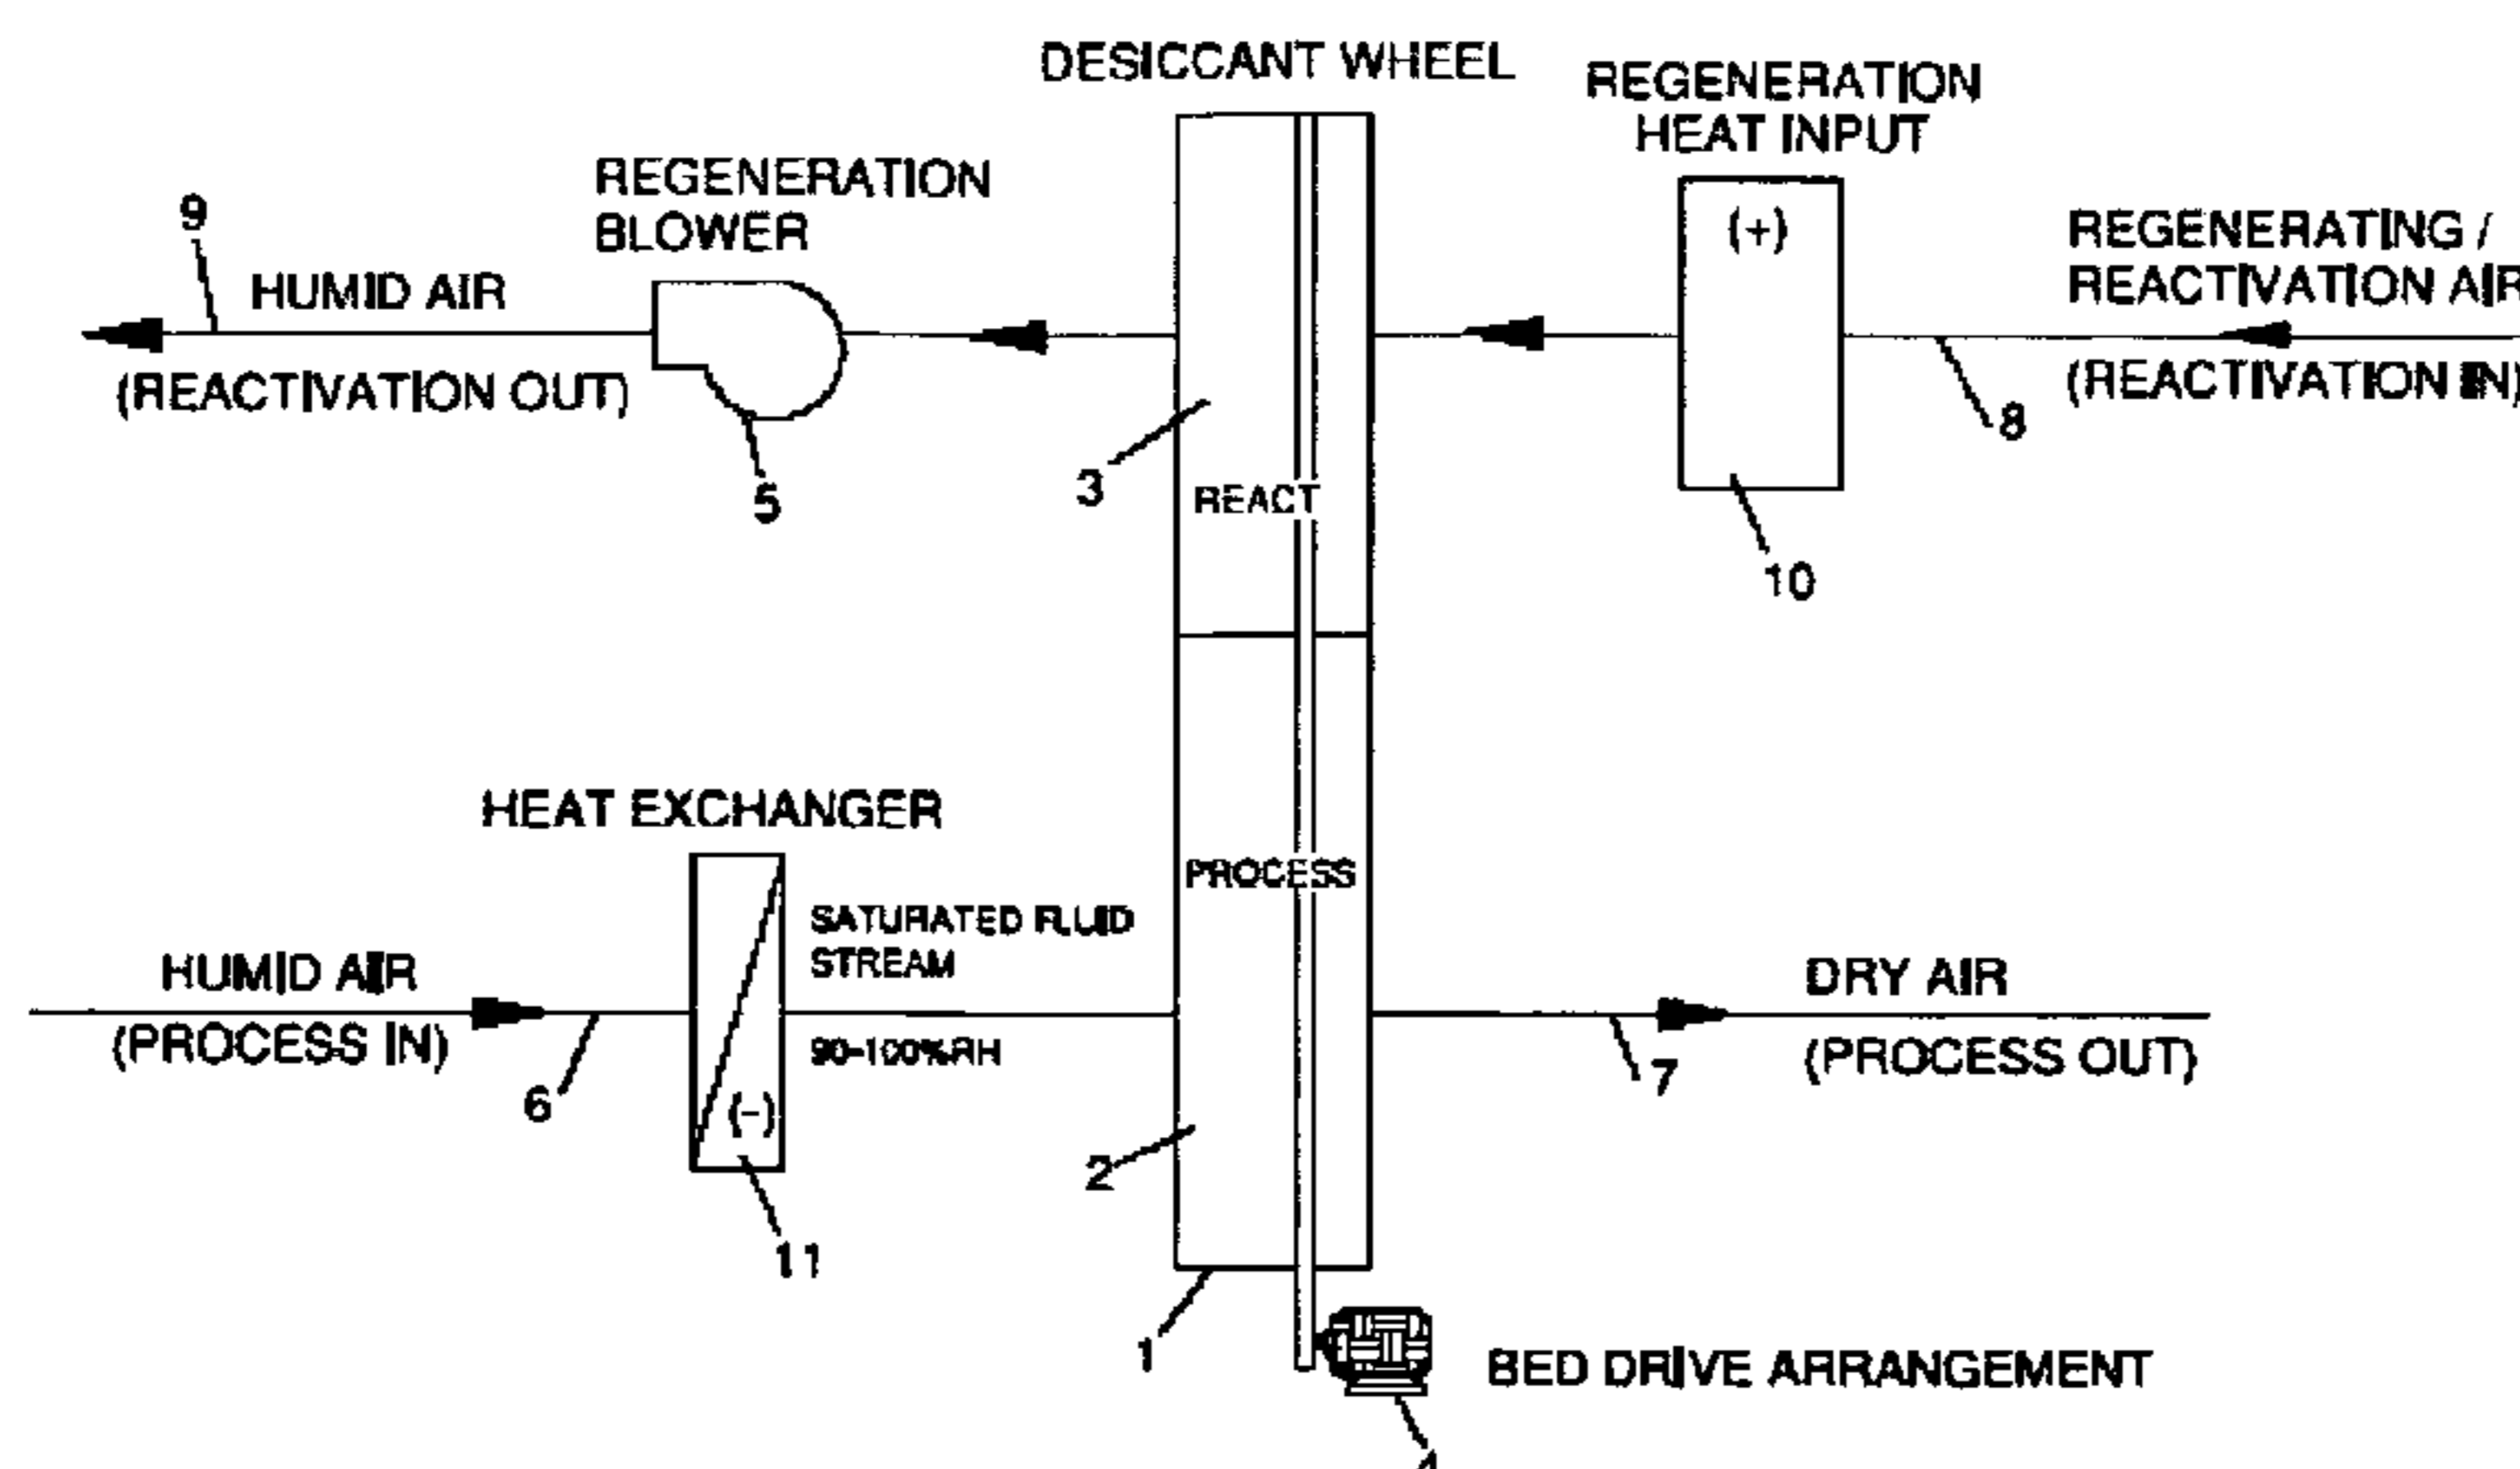 DESICCANT WHEEL
REGENERATION
HEAT INPUT
REGENERATION
BLOWER
9
HUMID AIR
(REACTIVATION OUT)
5
3
REACT
(+)
10
REGENERATING /
REACTIVATION AIR
(REACTIVATION IN)
8
HEAT EXCHANGER
PROCESS
SATURATED FLUID
STREAM
HUMID AIR
(PROCESS IN)
90-100%RH
6
(-)
11
2
DRY AIR
(PROCESS OUT)
7
1
BED DRIVE ARRANGEMENT
4